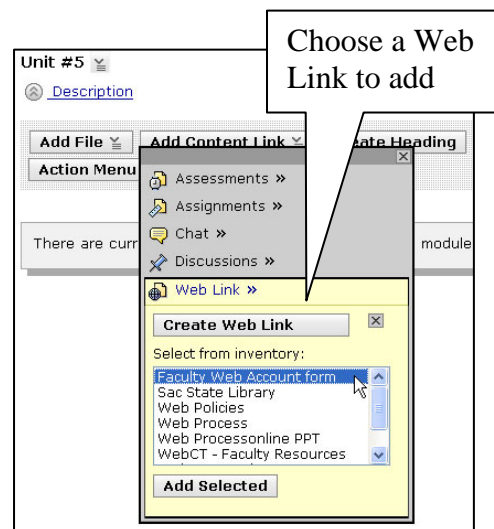 Choose a Web
Link to add
Unit #5
Description
Add File
Add Content Link
eate Heading
Action Menu
Assessments »
Assignments »
Chat »
Discussions »
Web Link »
There are curr
module
Create Web Link
Select from inventory:
Faculty Web Account form
Sac State Library
Web Policies
Web Process
Web Processonline PPT
WebCT - Faculty Resources
Add Selected